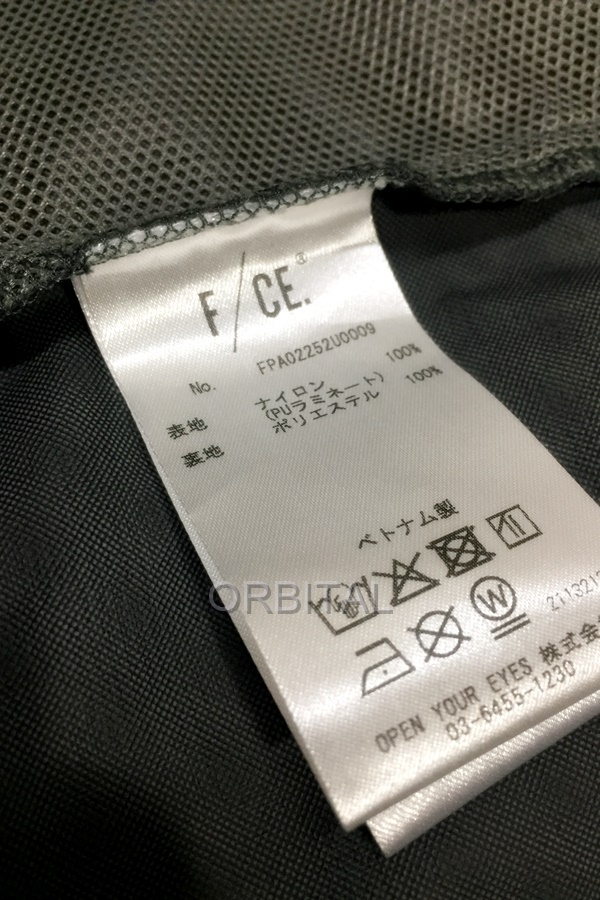 F/CE.®
No. FPA02252U0009
表地 ナイロン 100%
(PUラミネート)
裏地 ポリエステル 100%
ベトナム製
ORBITAL
W
OPEN YOUR EYES 株式会
03-6455-1230